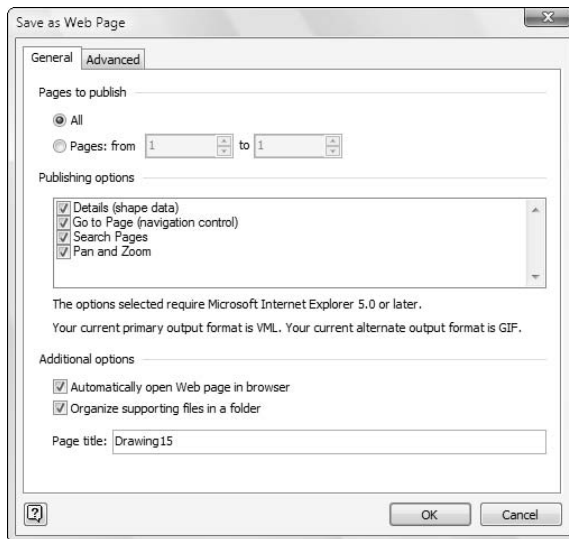 Save as Web Page
General Advanced
Pages to publish
All
Pages: from 1 to 1
Publishing options
Details (shape data)
Go to Page (navigation control)
Search Pages
Pan and Zoom
The options selected require Microsoft Internet Explorer 5.0 or later.
Your current primary output format is VML. Your current alternate output format is GIF.
Additional options
Automatically open Web page in browser
Organize supporting files in a folder
Page title: Drawing15
? OK Cancel